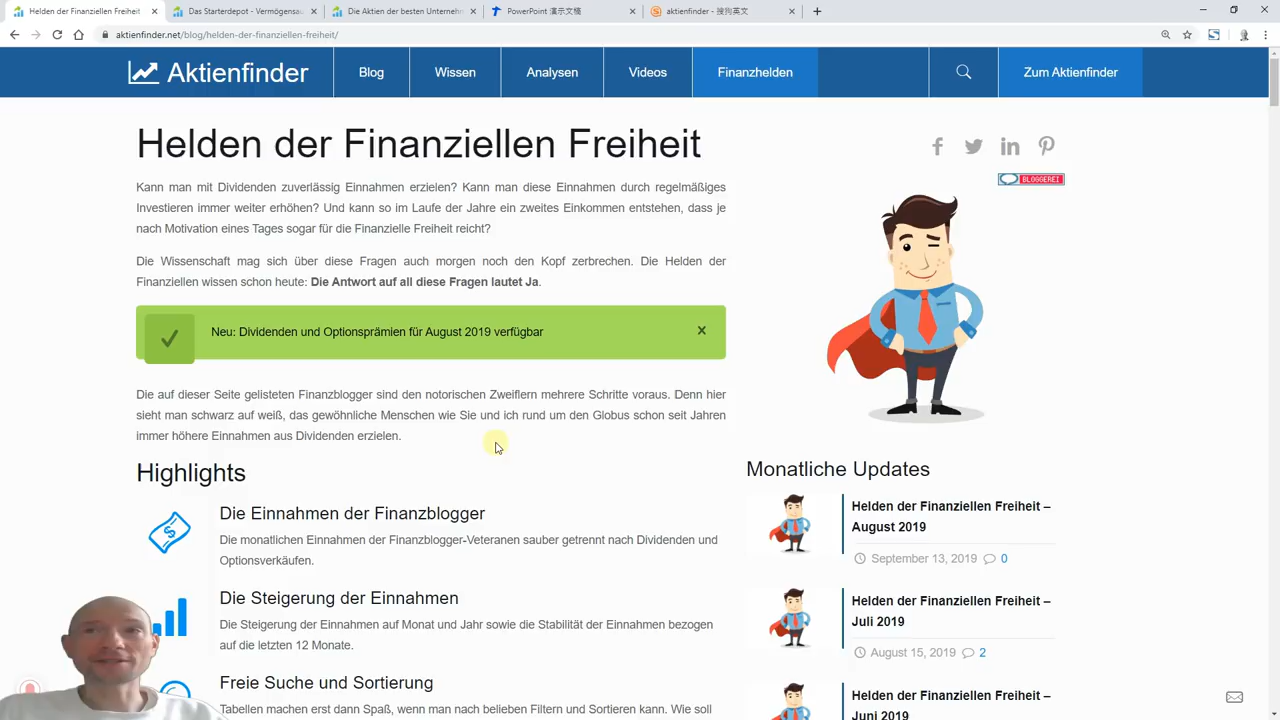 Helden der Finanziellen Freiheit
Das Starterdepot - Vermögensau
Die Aktien der besten Unterneh
PowerPoint 演示文稿
aktienfinder - 搜狗英文
aktienfinder.net/blog/helden-der-finanziellen-freiheit/
Aktienfinder
Blog
Wissen
Analysen
Videos
Finanzhelden
Zum Aktienfinder
Helden der Finanziellen Freiheit
Kann man mit Dividenden zuverlässig Einnahmen erzielen? Kann man diese Einnahmen durch regelmäßiges
Investieren immer weiter erhöhen? Und kann so im Laufe der Jahre ein zweites Einkommen entstehen, dass je
nach Motivation eines Tages sogar für die Finanzielle Freiheit reicht?
Die Wissenschaft mag sich über diese Fragen auch morgen noch den Kopf zerbrechen. Die Helden der
Finanziellen wissen schon heute: Die Antwort auf all diese Fragen lautet Ja.
Neu: Dividenden und Optionsprämien für August 2019 verfügbar
Die auf dieser Seite gelisteten Finanzblogger sind den notorischen Zweiflern mehrere Schritte voraus. Denn hier
sieht man schwarz auf weiß, das gewöhnliche Menschen wie Sie und ich rund um den Globus schon seit Jahren
immer höhere Einnahmen aus Dividenden erzielen.
Highlights
Die Einnahmen der Finanzblogger
Die monatlichen Einnahmen der Finanzblogger-Veteranen sauber getrennt nach Dividenden und
Optionsverkäufen.
Die Steigerung der Einnahmen
Die Steigerung der Einnahmen auf Monat und Jahr sowie die Stabilität der Einnahmen bezogen
auf die letzten 12 Monate.
Freie Suche und Sortierung
Tabellen machen erst dann Spaß, wenn man nach belieben Filtern und Sortieren kann. Wie soll
BLOGGEREI
Monatliche Updates
Helden der Finanziellen Freiheit –
August 2019
September 13, 2019 0
Helden der Finanziellen Freiheit –
Juli 2019
August 15, 2019 2
Helden der Finanziellen Freiheit –
Juni 2019